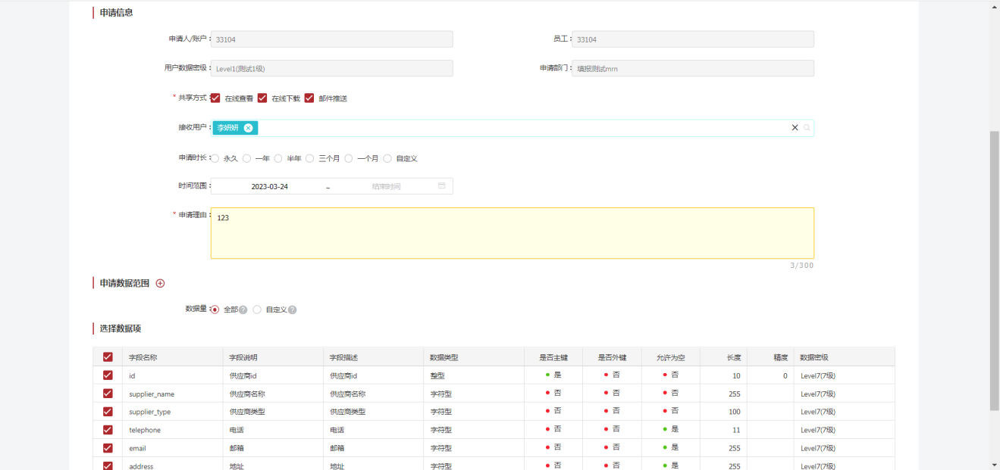 申请信息
申请人/账户： 33104 员工： 33104
用户数据密级： Level1(测试1级) 申请部门： 填报测试mrn
* 共享方式： 在线查看 在线下载 邮件推送
接收用户： 李妍妍
申请时长： 永久 一年 半年 三个月 一个月 自定义
时间范围： 2023-03-24 ~ 结束时间
* 申请理由： 123
3/300
申请数据范围
数据量： 全部 ? 自定义 ?
选择数据项
字段名称 字段说明 字段描述 数据类型 是否主键 是否外键 允许为空 长度 精度 数据密级
id 供应商id 供应商id 整型 是 否 否 10 0 Level7(7级)
supplier_name 供应商名称 供应商名称 字符型 否 否 否 255 Level7(7级)
supplier_type 供应商类型 供应商类型 字符型 否 否 否 100 Level7(7级)
telephone 电话 电话 字符型 否 否 是 11 Level7(7级)
email 邮箱 邮箱 字符型 否 否 是 255 Level7(7级)
address 地址 地址 字符型 否 否 是 255 Level7(7级)